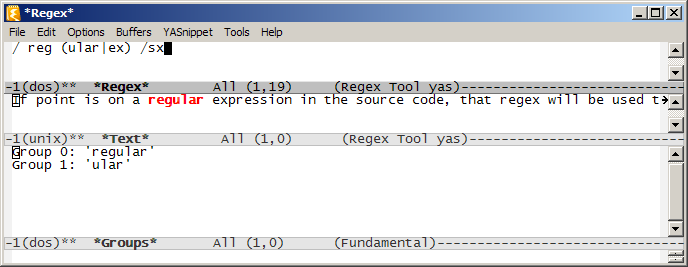 *Regex*
File Edit Options Buffers YASnippet Tools Help
/ reg (ular|ex) /sx
-1(dos)** *Regex* All (1,19) (Regex Tool yas)--------------------------
If point is on a regular expression in the source code, that regex will be used t→
-1(unix)** *Text* All (1,0) (Regex Tool yas)--------------------------
Group 0: 'regular'
Group 1: 'ular'
-1(dos)** *Groups* All (1,0) (Fundamental)-----------------------------